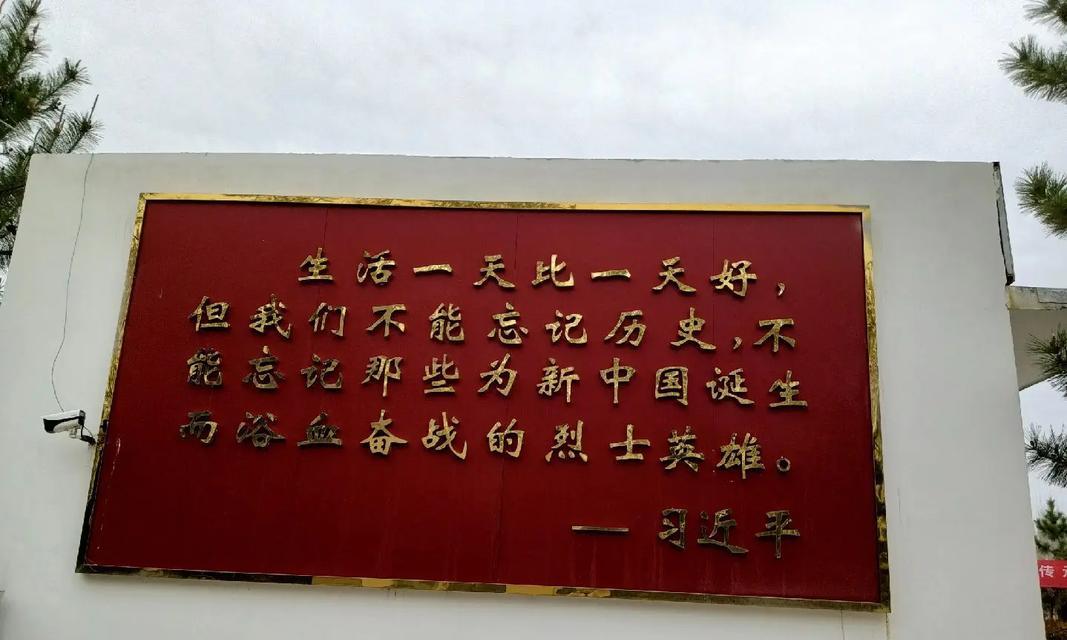 生活一天比一天好，
但我们不能忘记历史，不
能忘记那些为新中国诞生
而浴血奋战的烈士英雄。
— 习近平
传